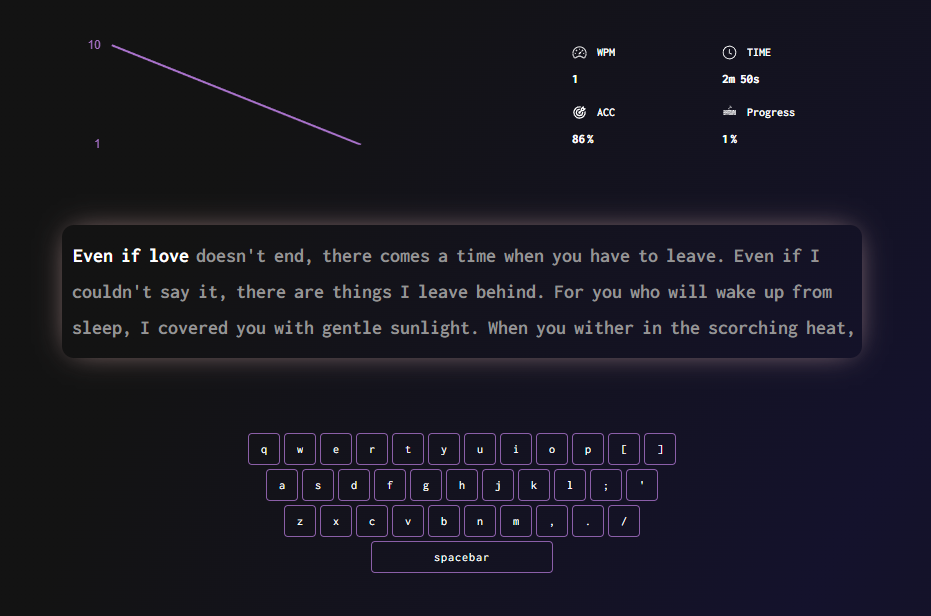 10
1
WPM
1
TIME
2m 50s
ACC
86%
Progress
1%
Even if love doesn't end, there comes a time when you have to leave. Even if I
couldn't say it, there are things I leave behind. For you who will wake up from
sleep, I covered you with gentle sunlight. When you wither in the scorching heat,
q w e r t y u i o p [ ]
a s d f g h j k l ; '
z x c v b n m , . /
spacebar